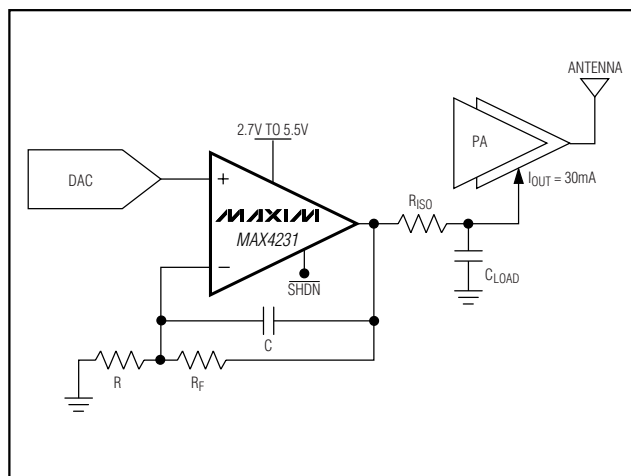 ANTENNA
2.7V TO 5.5V
PA
DAC
+
MAXIM
MAX4231
−
SHDN
RISO
IOUT = 30mA
CLOAD
C
R
RF